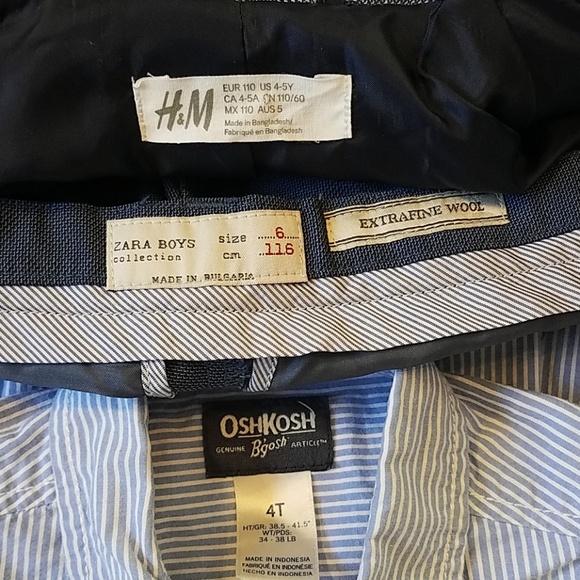 H&M
EUR 110 US 4-5Y
CA 4-5A CN 110/60
MX 110 AUS 5
Made in Bangladesh/
Fabriqué en Bangladesh
ZARA BOYS
collection
size 6
cm 116
MADE IN BULGARIA
EXTRAFINE WOOL
OSHKOSH
GENUINE B'gosh ARTICLE™
4T
HT/GR: 38.5 - 41.5"
WT/PDS:
34 - 38 LB
MADE IN INDONESIA
FABRIQUÉ EN INDONÉSIE
HECHO EN INDONESIA